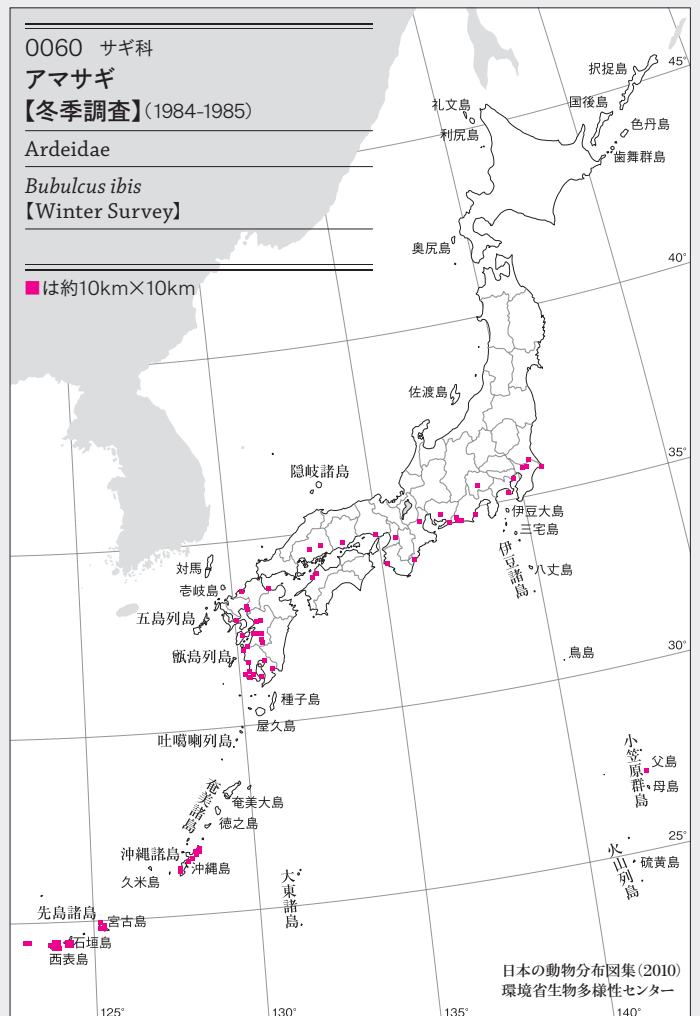 0060 サギ科
アマサギ
【冬季調査】(1984-1985)
Ardeidae
Bubulcus ibis
【Winter Survey】
■は約10km×10km
択捉島
国後島
色丹島
歯舞群島
礼文島
利尻島
奥尻島
佐渡島
隠岐諸島
対馬
壱岐島
五島列島
甑島列島
種子島
屋久島
吐噶喇列島
奄美諸島
奄美大島
徳之島
沖縄諸島
沖縄島
久米島
先島諸島
宮古島
石垣島
西表島
大東諸島
伊豆大島
三宅島
伊豆諸島
八丈島
鳥島
小笠原群島
父島
母島
火山列島
硫黄島
45°
40°
35°
30°
25°
125°
130°
135°
140°
日本の動物分布図集(2010)
環境省生物多様性センター